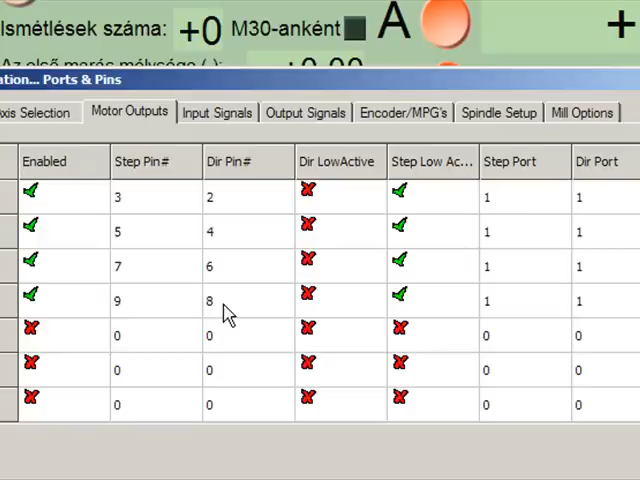 Ismétlések száma: +0 M30-anként A +
Az első marás mélysége (-): +0.00
ation... Ports & Pins
Axis Selection Motor Outputs Input Signals Output Signals Encoder/MPG's Spindle Setup Mill Options
Enabled Step Pin# Dir Pin# Dir LowActive Step Low Ac... Step Port Dir Port
3 2 1 1
5 4 1 1
7 6 1 1
9 8 1 1
0 0 0 0
0 0 0 0
0 0 0 0